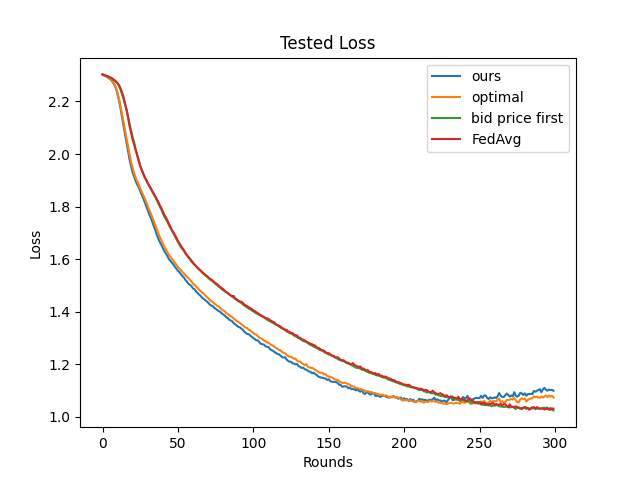 Tested Loss
ours
optimal
bid price first
FedAvg
Loss
2.2
2.0
1.8
1.6
1.4
1.2
1.0
0 50 100 150 200 250 300
Rounds